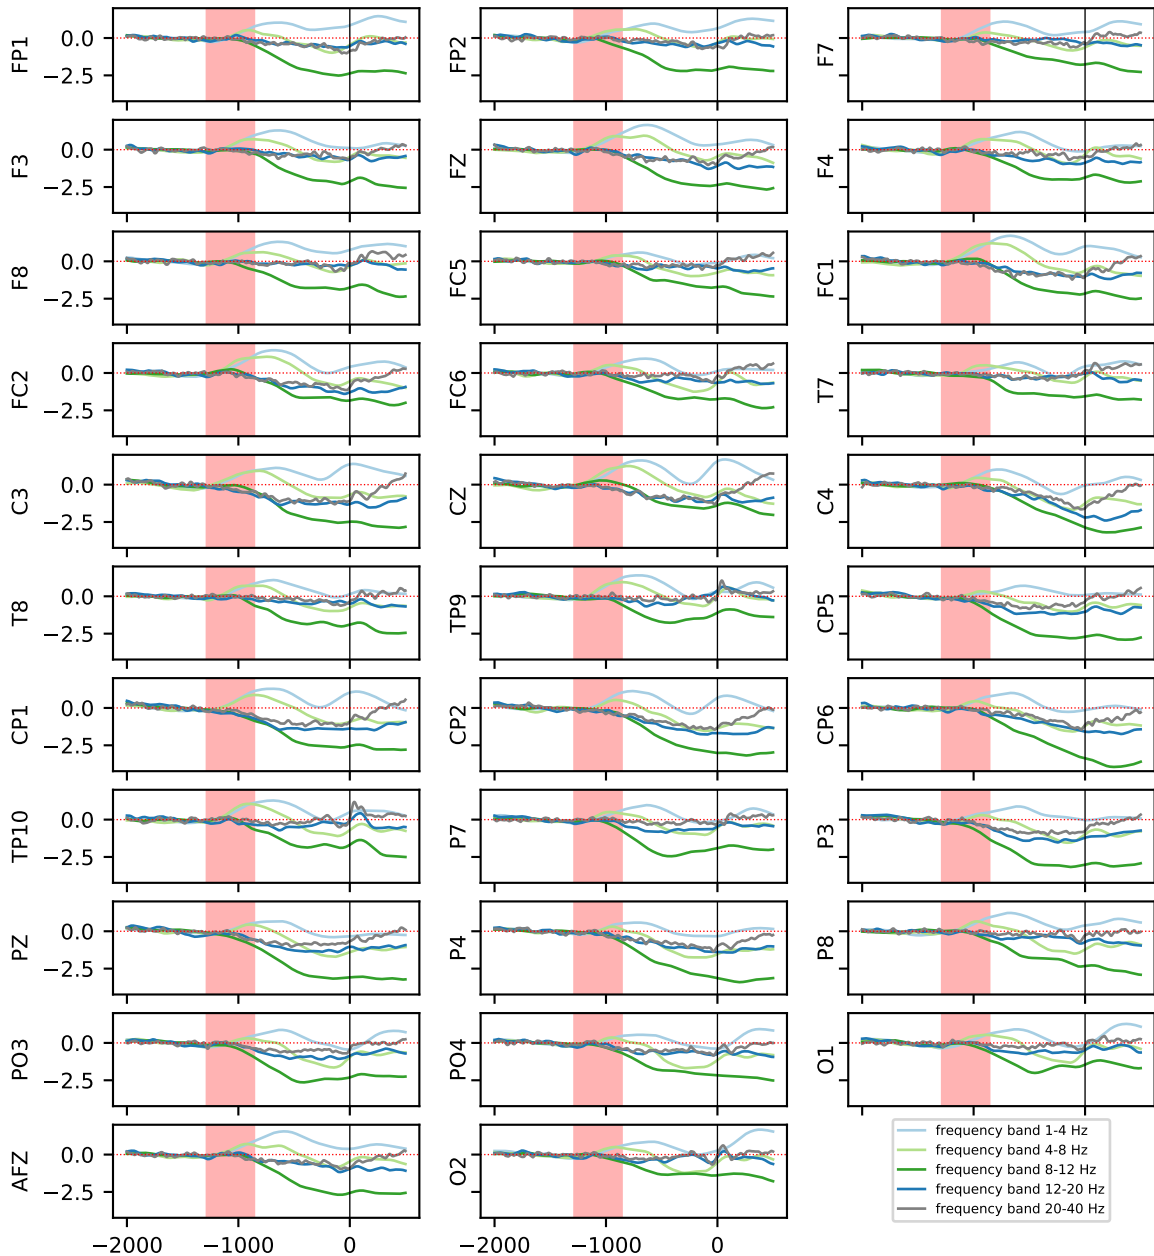 FP1 0.0 −2.5
FP2
F7
F3 0.0 −2.5
FZ
F4
F8 0.0 −2.5
FC5
FC1
FC2 0.0 −2.5
FC6
T7
C3 0.0 −2.5
CZ
C4
T8 0.0 −2.5
TP9
CP5
CP1 0.0 −2.5
CP2
CP6
TP10 0.0 −2.5
P7
P3
PZ 0.0 −2.5
P4
P8
PO3 0.0 −2.5
PO4
O1
AFZ 0.0 −2.5
O2
frequency band 1-4 Hz
frequency band 4-8 Hz
frequency band 8-12 Hz
frequency band 12-20 Hz
frequency band 20-40 Hz
−2000 −1000 0
−2000 −1000 0